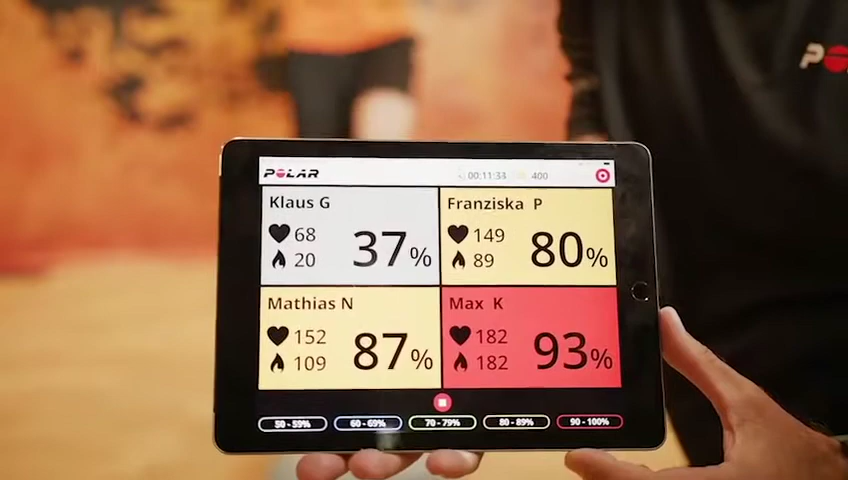 POLAR 00:11:34 400
Klaus G
68
20
37%
Franziska P
149
89
80%
Mathias N
152
109
87%
Max K
182
182
93%
50 - 59% 60 - 69% 70 - 79% 80 - 89% 90 - 100%